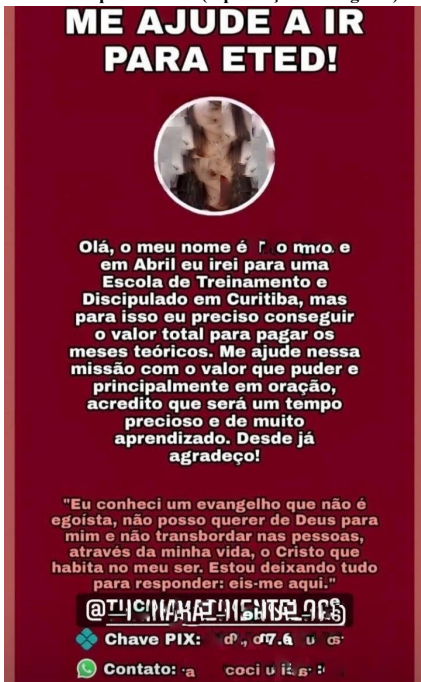 ME AJUDE A IR
PARA ETED!
Olá, o meu nome é e
em Abril eu irei para uma
Escola de Treinamento e
Discipulado em Curitiba, mas
para isso eu preciso conseguir
o valor total para pagar os
meses teóricos. Me ajude nessa
missão com o valor que puder e
principalmente em oração,
acredito que será um tempo
precioso e de muito
aprendizado. Desde já
agradeço!
"Eu conheci um evangelho que não é
egoísta, não posso querer de Deus para
mim e não transbordar nas pessoas,
através da minha vida, o Cristo que
habita no meu ser. Estou deixando tudo
para responder: eis-me aqui."
Chave PIX:
Contato: